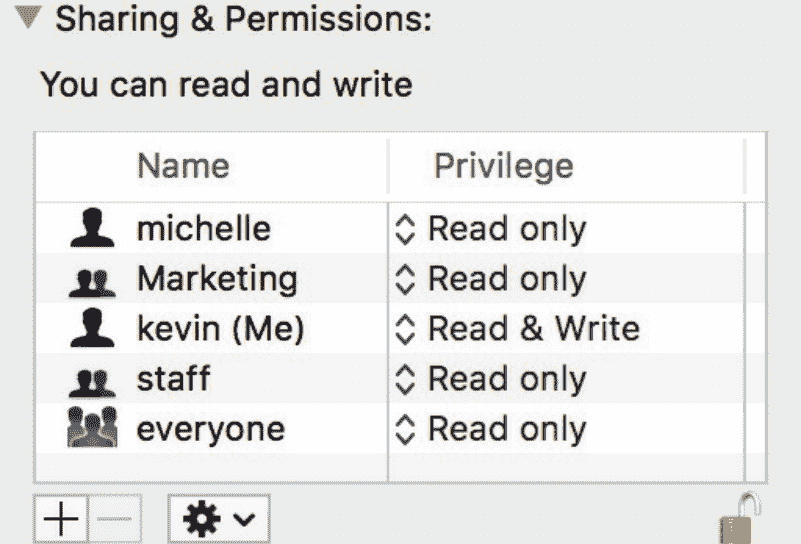 Sharing & Permissions:
You can read and write
Name Privilege
michelle Read only
Marketing Read only
kevin (Me) Read & Write
staff Read only
everyone Read only